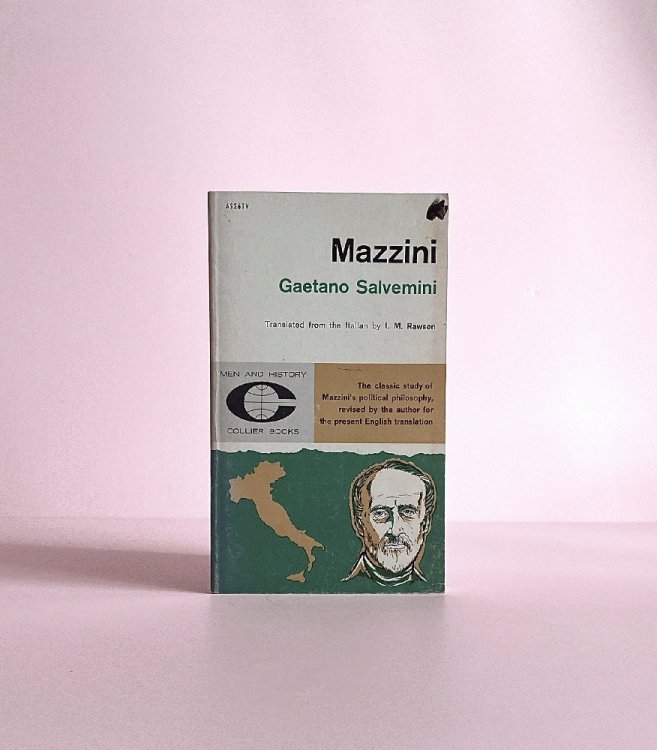 AS261V
Mazzini
Gaetano Salvemini
Translated from the Italian by I. M. Rawson
MEN AND HISTORY
COLLIER BOOKS
The classic study of
Mazzini's political philosophy,
revised by the author for
the present English translation